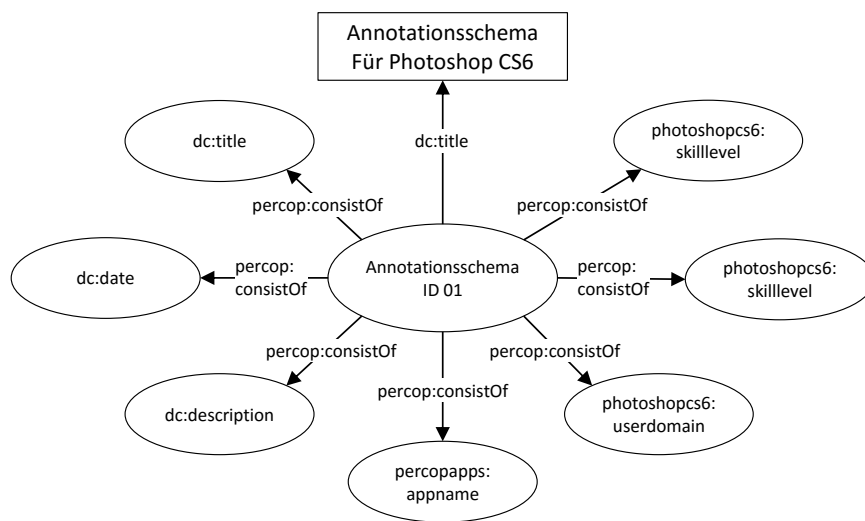 Annotationsschema
Für Photoshop CS6
dc:title
dc:title
photoshopcs6:
skilllevel
percop:consistOf
percop:consistOf
dc:date
percop:
consistOf
Annotationsschema
ID 01
percop:
consistOf
photoshopcs6:
skilllevel
percop:consistOf
percop:consistOf
percop:consistOf
dc:description
photoshopcs6:
userdomain
percopapps:
appname